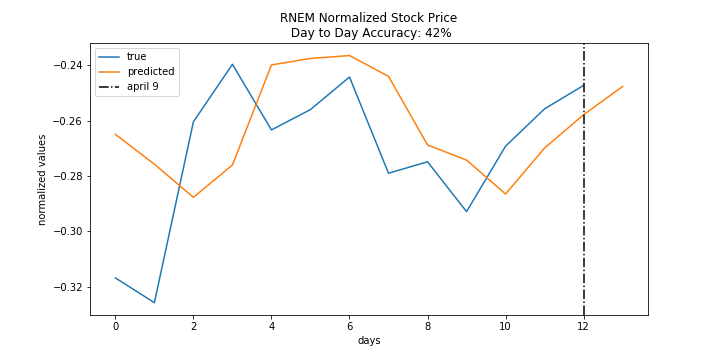 RNEM Normalized Stock Price
Day to Day Accuracy: 42%
true
predicted
april 9
normalized values
−0.24
−0.26
−0.28
−0.30
−0.32
0
2
4
6
8
10
12
days